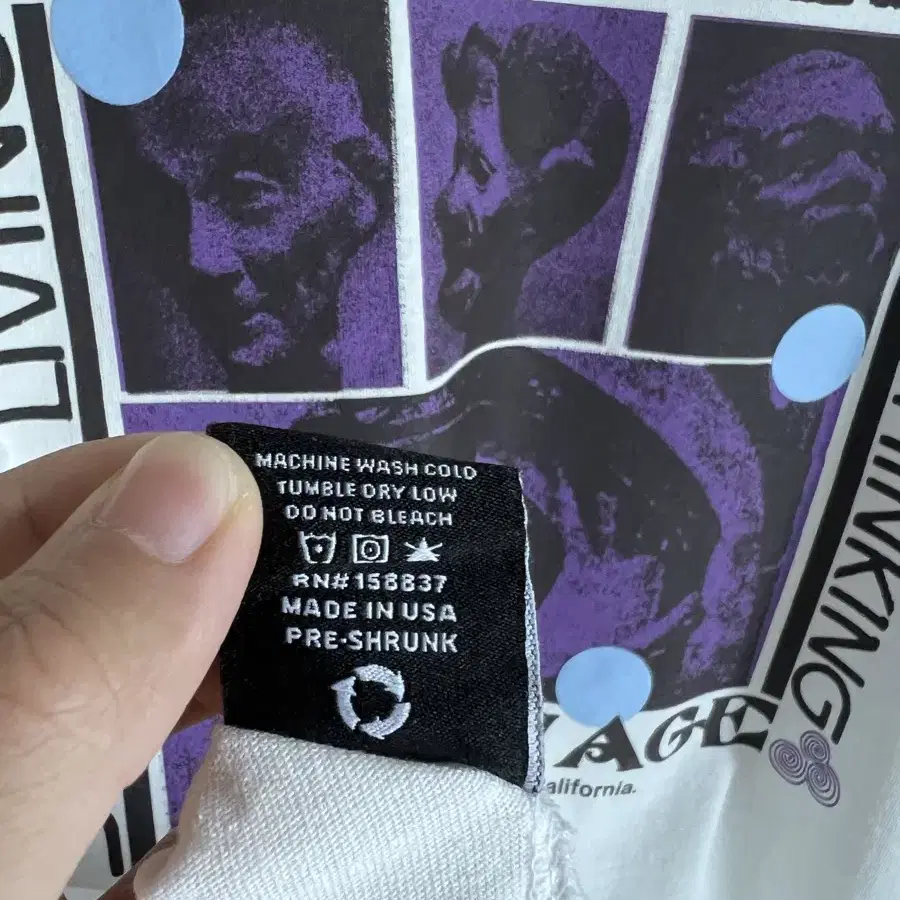 LIVING
MACHINE WASH COLD
TUMBLE DRY LOW
DO NOT BLEACH
RN# 158837
MADE IN USA
PRE-SHRUNK
THINKING
AGE
alifornia.